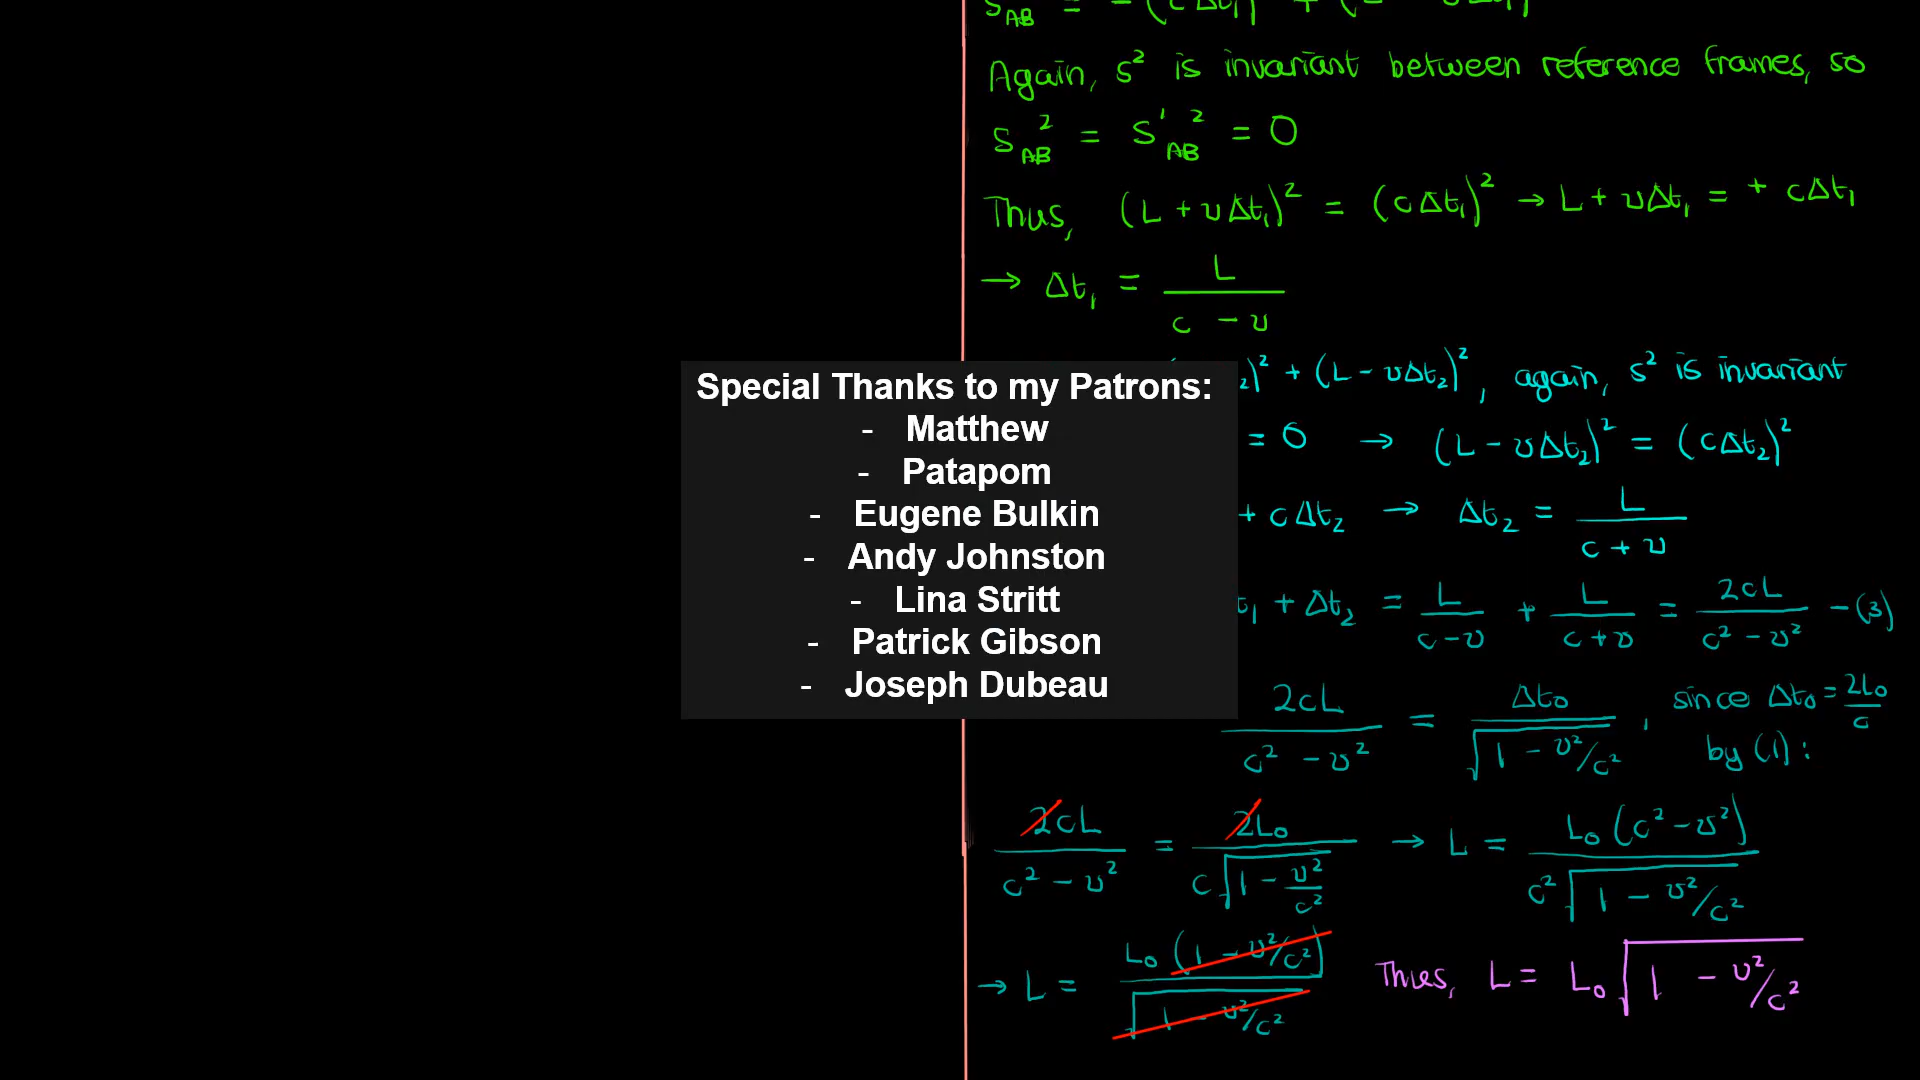 Again, s² is invariant between reference frames, so
S_AB² = S'_AB² = 0
Thus, (L + vΔt₁)² = (cΔt₁)² → L + vΔt₁ = + cΔt₁
→ Δt₁ = L / (c - v)
Special Thanks to my Patrons:
- Matthew
- Patapom
- Eugene Bulkin
- Andy Johnston
- Lina Stritt
- Patrick Gibson
- Joseph Dubeau
₂)² + (L - vΔt₂)², again, s² is invariant
= 0 → (L - vΔt₂)² = (cΔt₂)²
+ cΔt₂ → Δt₂ = L / (c + v)
t₁ + Δt₂ = L / (c - v) + L / (c + v) = 2cL / (c² - v²) - (3)
2cL / (c² - v²) = Δt₀ / √(1 - v²/c²), since Δt₀ = 2L₀ / c
by (1):
2cL / (c² - v²) = 2L₀ / (c√(1 - v²/c²)) → L = L₀(c² - v²) / (c²√(1 - v²/c²))
→ L = L₀(1 - v²/c²) / √(1 - v²/c²) Thus, L = L₀√(1 - v²/c²)